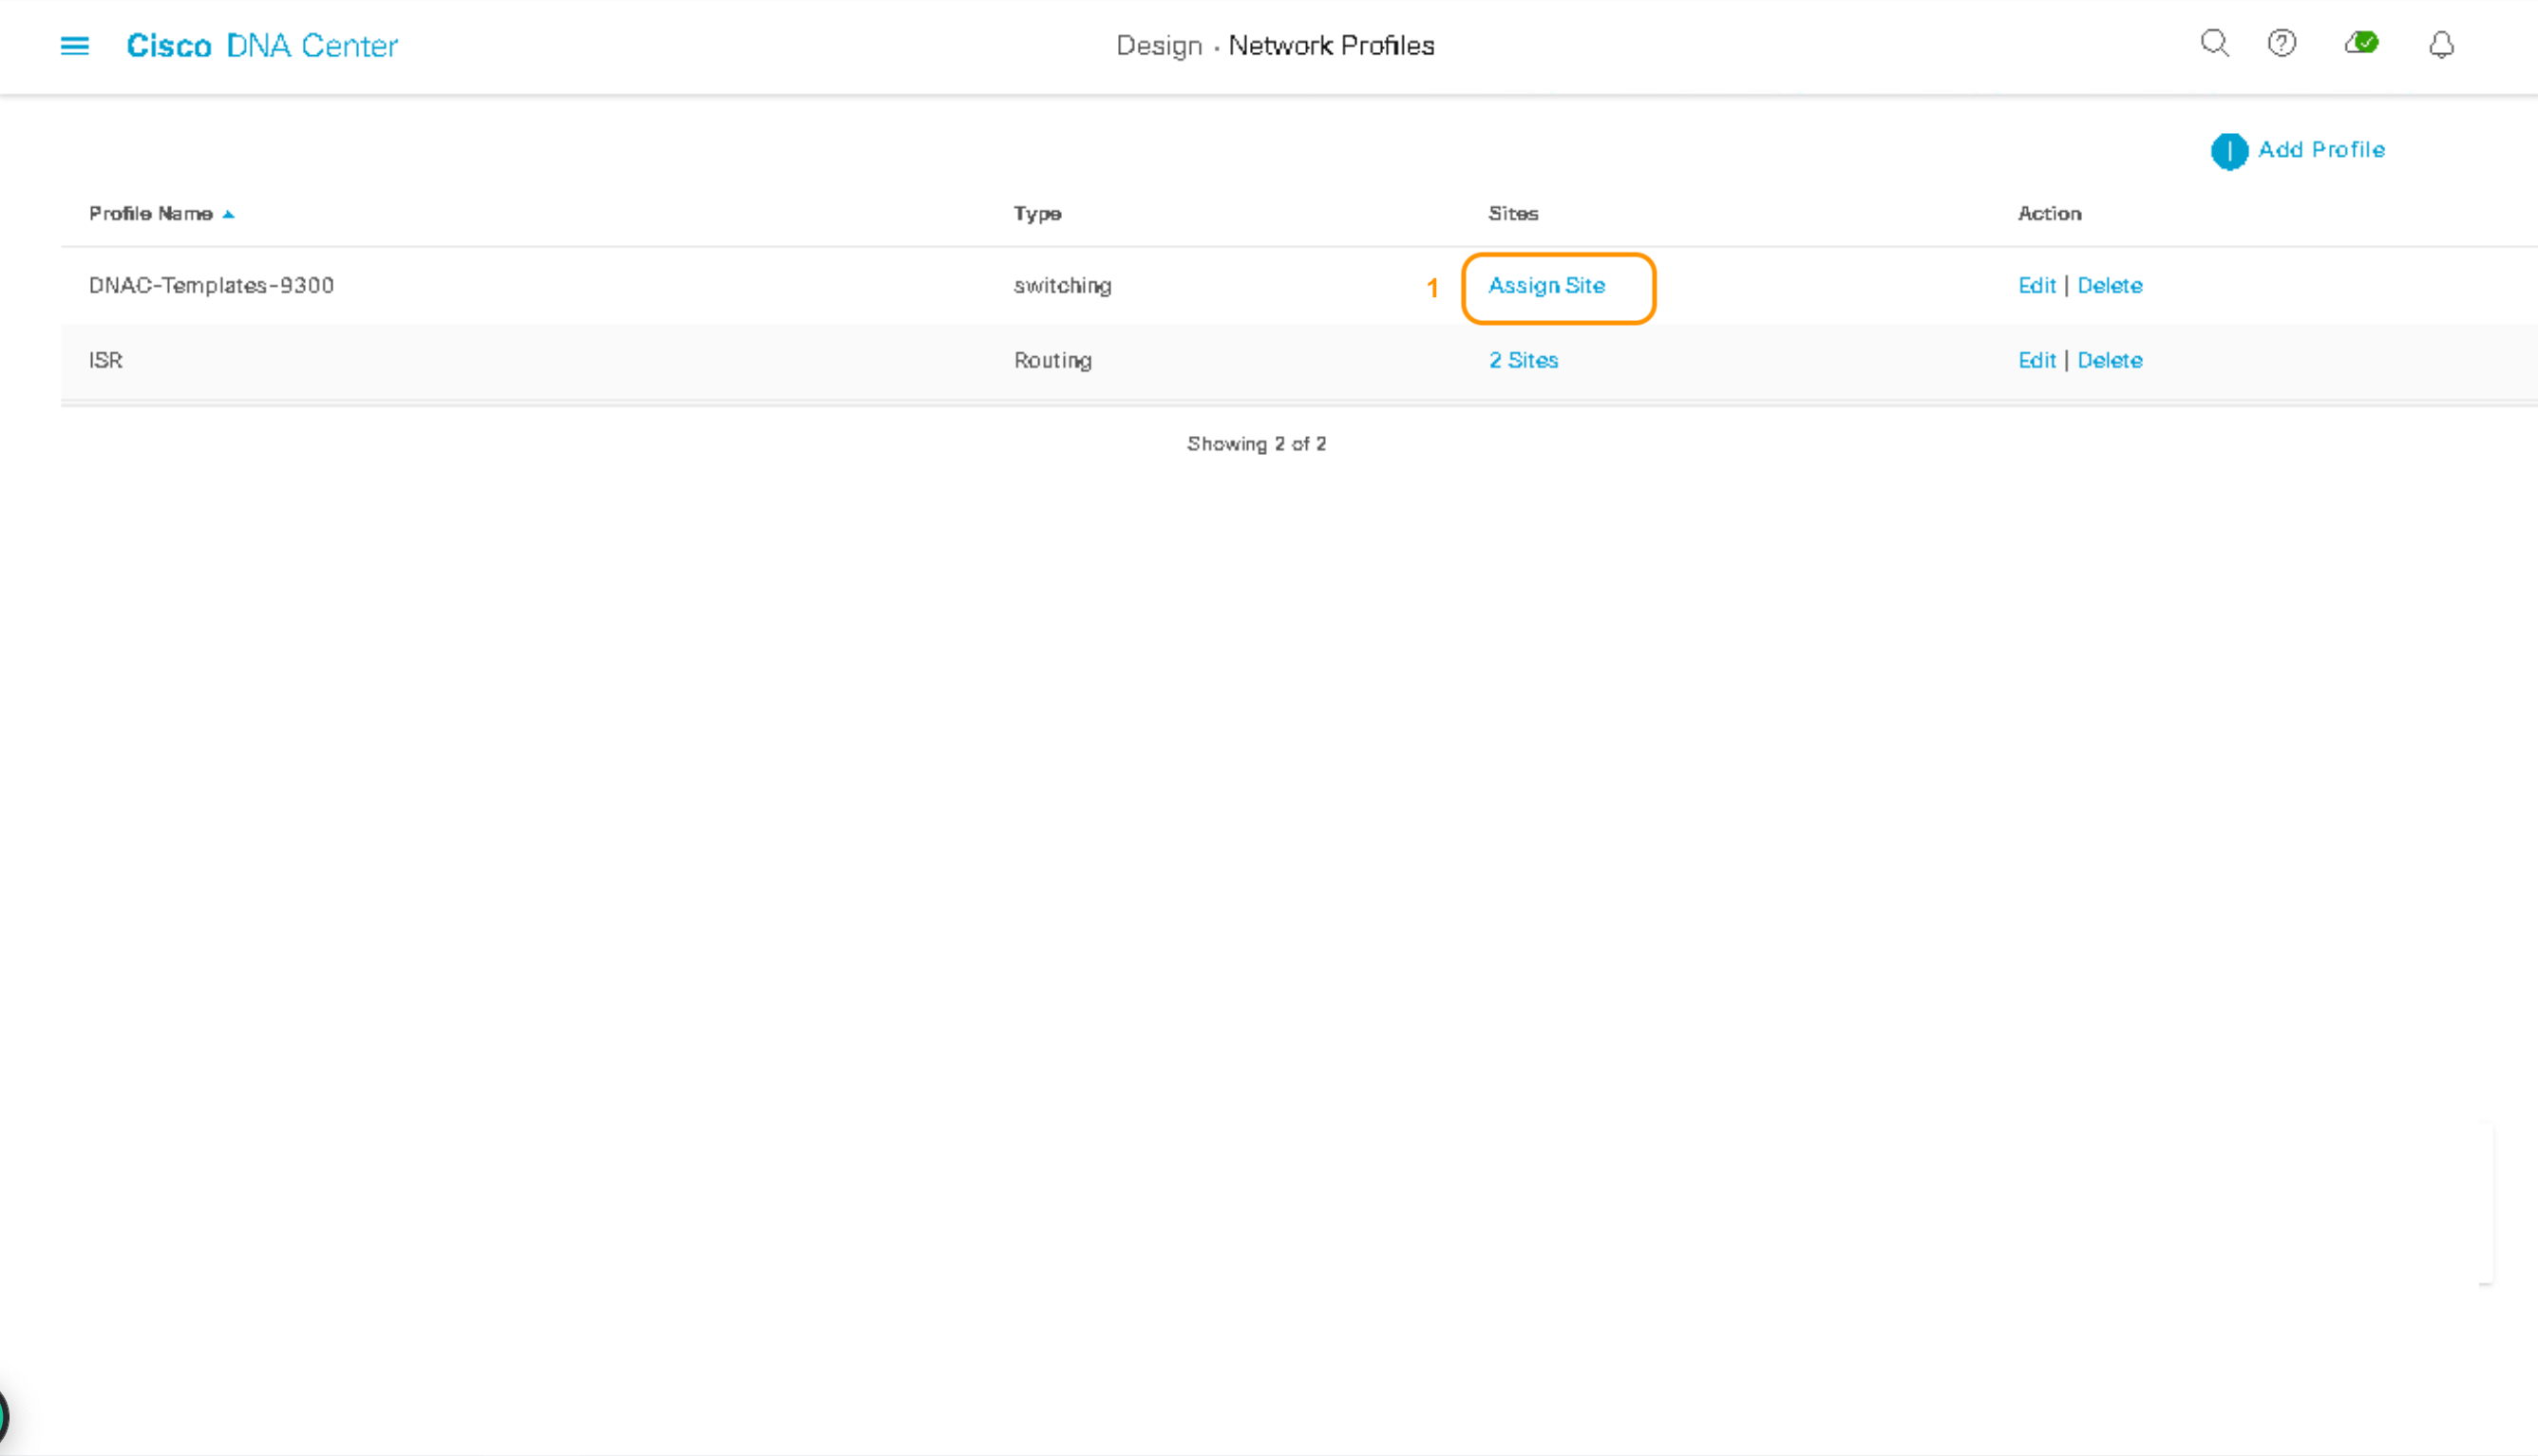 Cisco DNA Center
Design · Network Profiles
Add Profile
Profile Name Type Sites Action
DNAC-Templates-9300 switching 1 Assign Site Edit | Delete
ISR Routing 2 Sites Edit | Delete
Showing 2 of 2